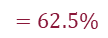 = 62.5%